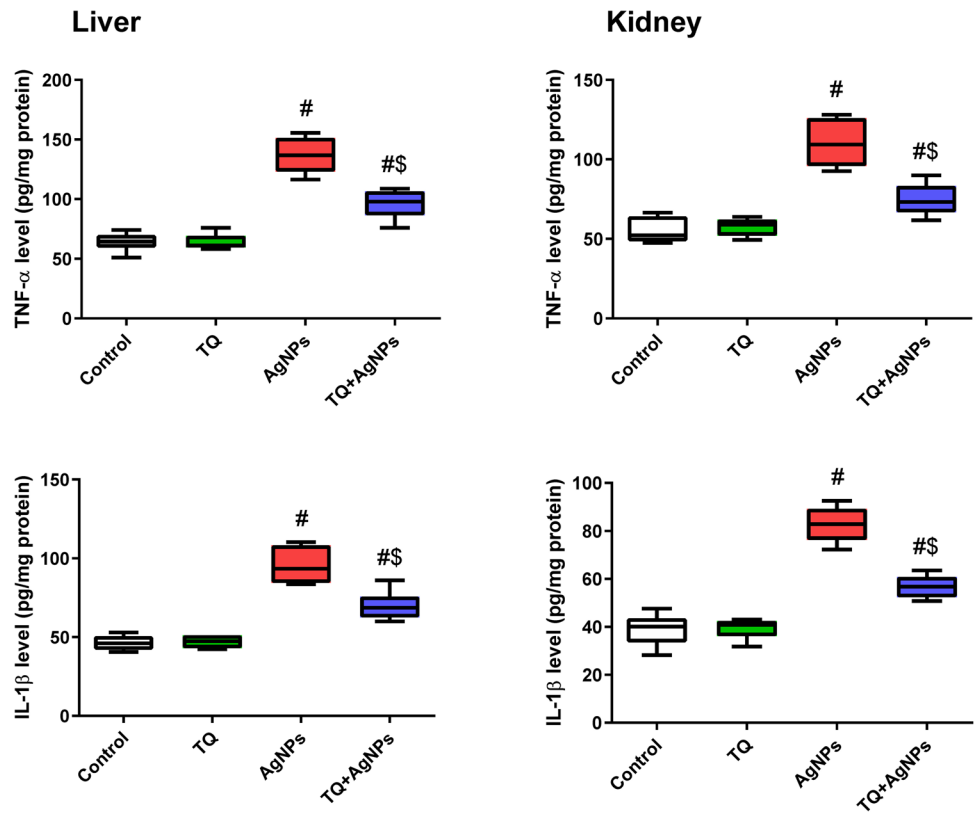 Liver
TNF-α level (pg/mg protein)
200
150
100
50
0
#
#$
Control
TQ
AgNPs
TQ+AgNPs
Kidney
TNF-α level (pg/mg protein)
150
100
50
0
#
#$
Control
TQ
AgNPs
TQ+AgNPs
IL-1β level (pg/mg protein)
150
100
50
0
#
#$
Control
TQ
AgNPs
TQ+AgNPs
IL-1β level (pg/mg protein)
100
80
60
40
20
0
#
#$
Control
TQ
AgNPs
TQ+AgNPs